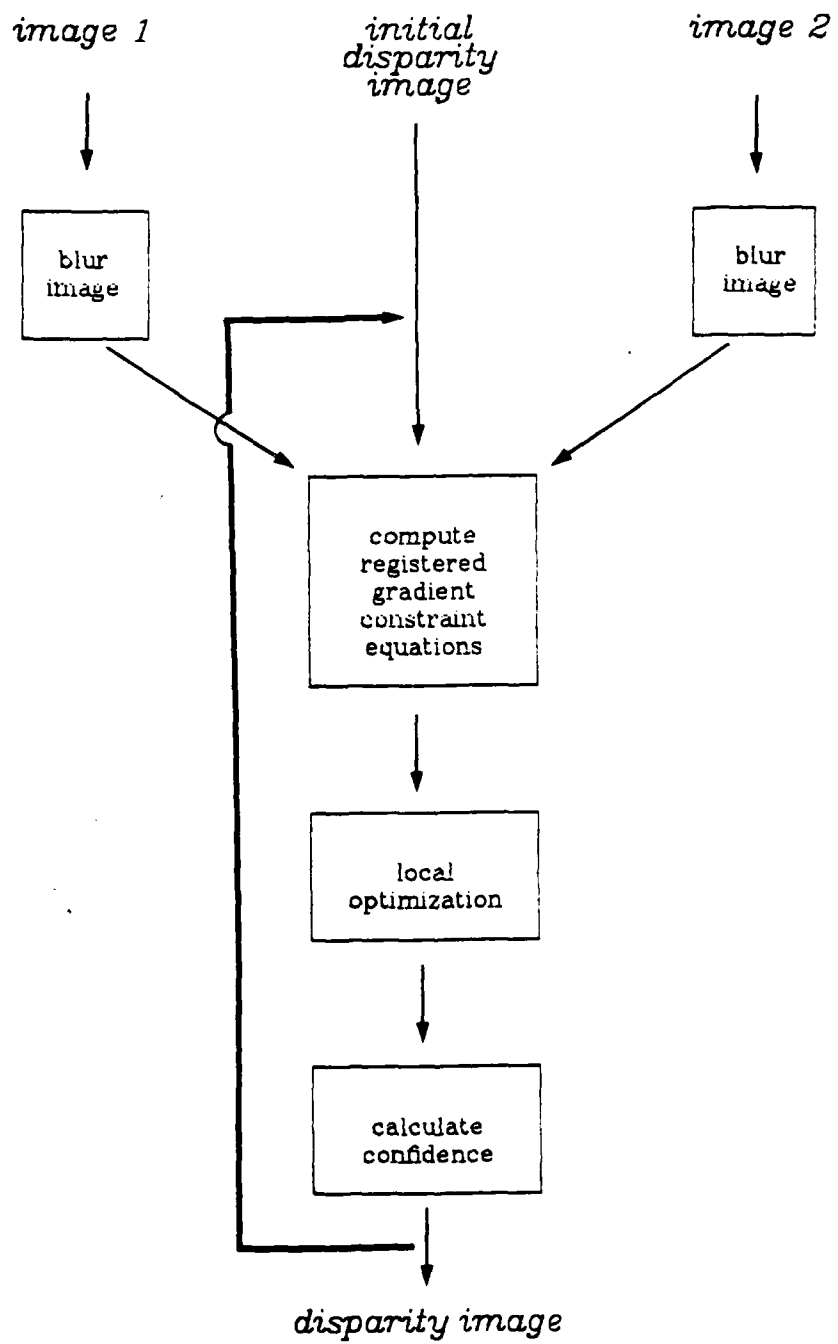 image 1
initial
disparity
image
image 2
blur
image
blur
image
compute
registered
gradient
constraint
equations
local
optimization
calculate
confidence
disparity image